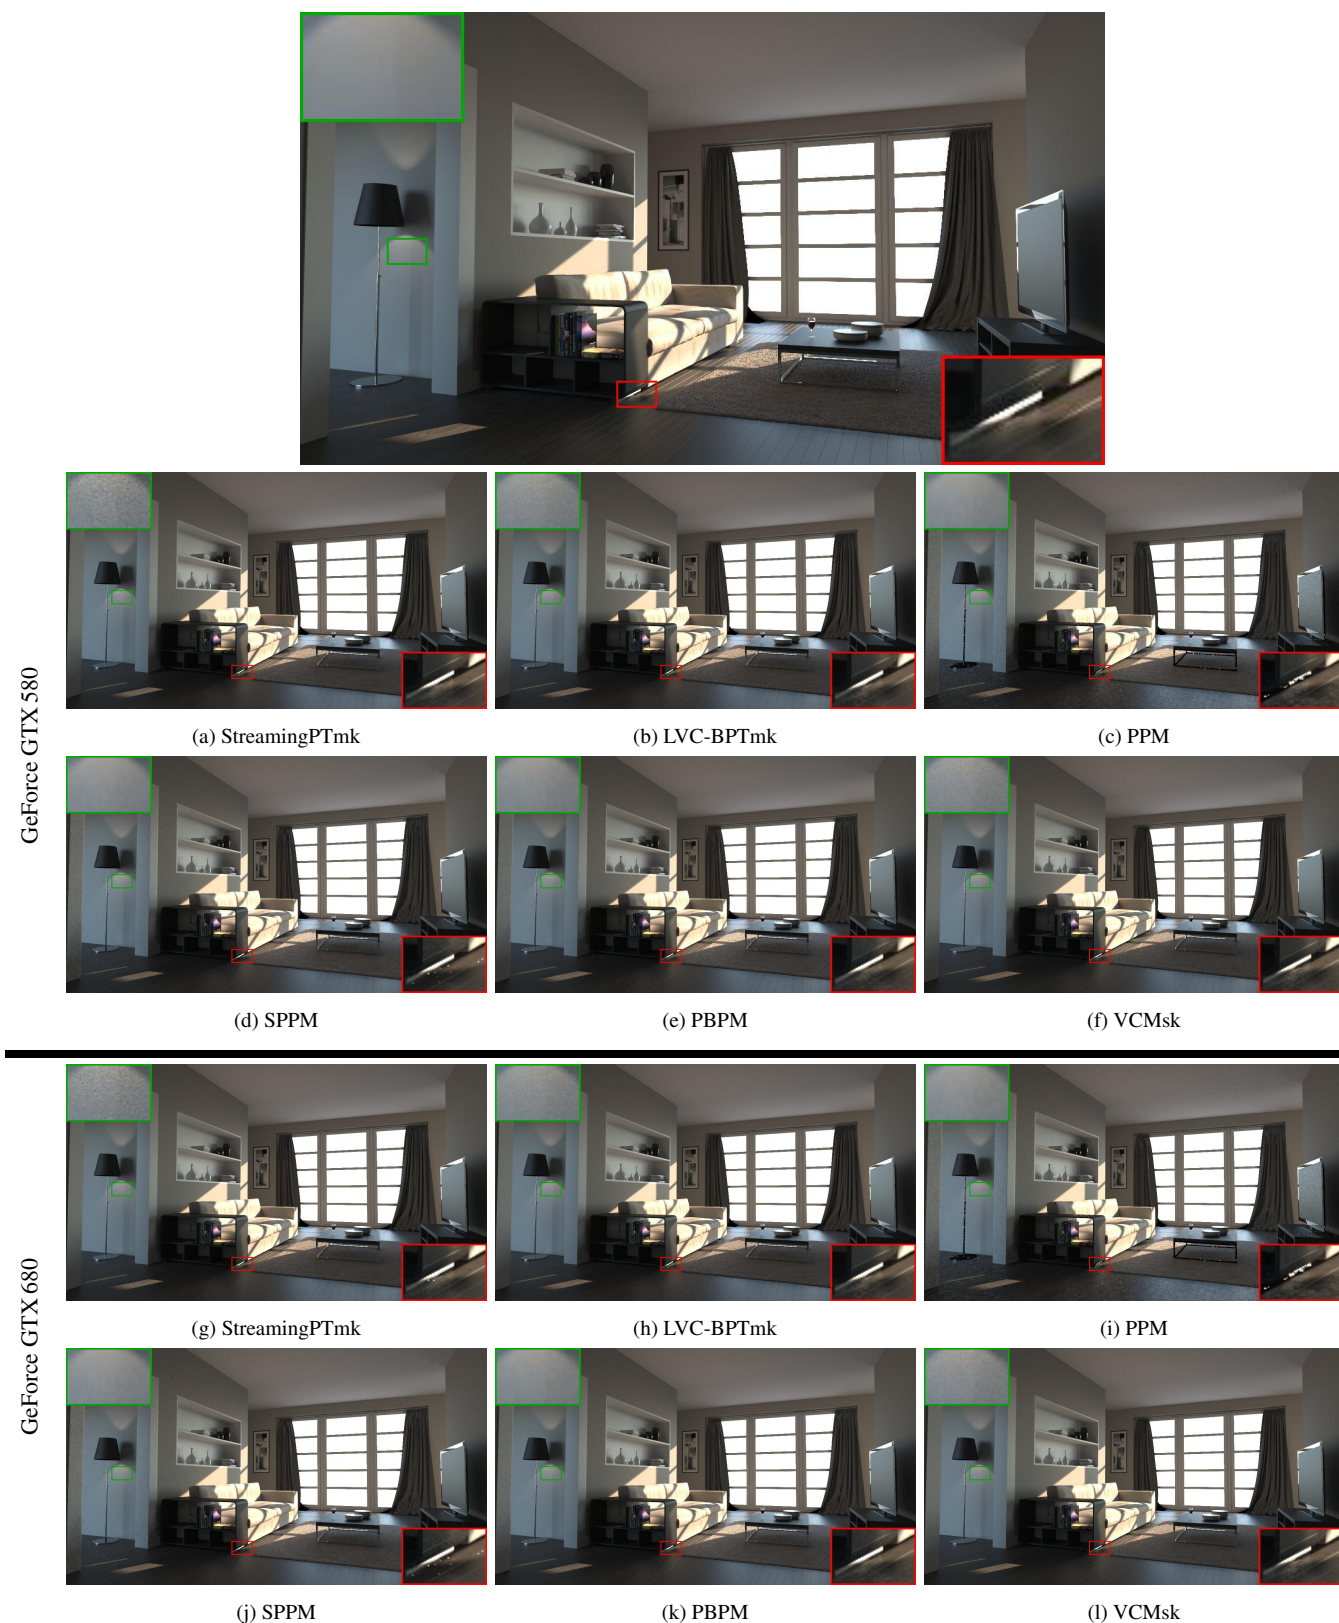 GeForce GTX 580
(a) StreamingPTmk
(b) LVC-BPTmk
(c) PPM
(d) SPPM
(e) PBPM
(f) VCMsk
GeForce GTX 680
(g) StreamingPTmk
(h) LVC-BPTmk
(i) PPM
(j) SPPM
(k) PBPM
(l) VCMsk